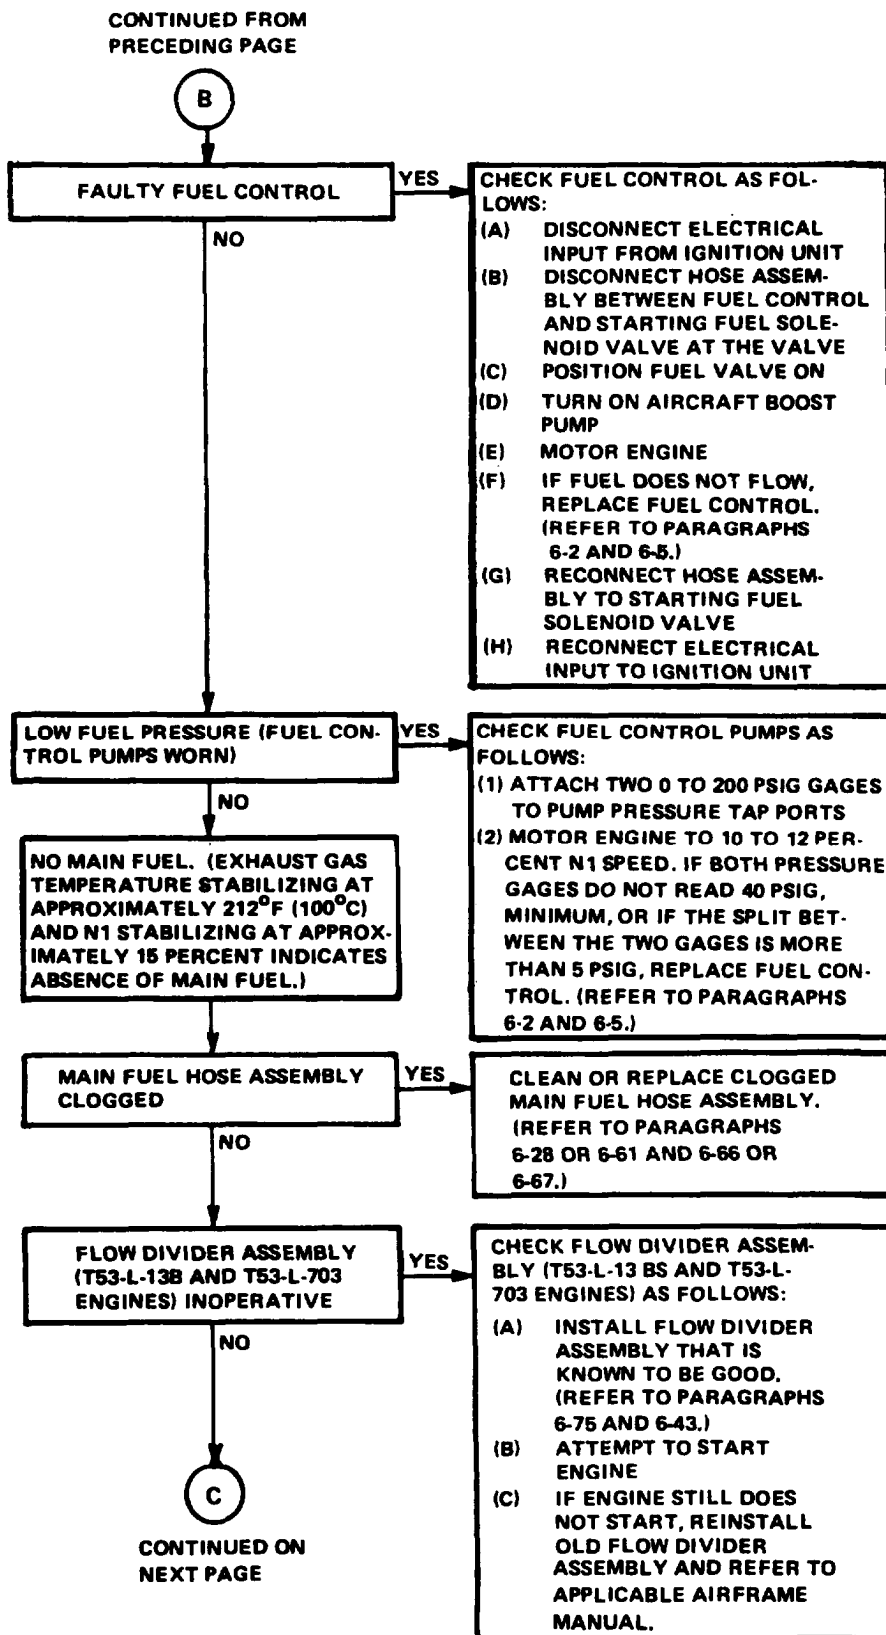 CONTINUED FROM
PRECEDING PAGE
B
FAULTY FUEL CONTROL
YES
NO
CHECK FUEL CONTROL AS FOL-
LOWS:
(A) DISCONNECT ELECTRICAL
INPUT FROM IGNITION UNIT
(B) DISCONNECT HOSE ASSEM-
BLY BETWEEN FUEL CONTROL
AND STARTING FUEL SOLE-
NOID VALVE AT THE VALVE
(C) POSITION FUEL VALVE ON
(D) TURN ON AIRCRAFT BOOST
PUMP
(E) MOTOR ENGINE
(F) IF FUEL DOES NOT FLOW,
REPLACE FUEL CONTROL.
(REFER TO PARAGRAPHS
6-2 AND 6-5.)
(G) RECONNECT HOSE ASSEM-
BLY TO STARTING FUEL
SOLENOID VALVE
(H) RECONNECT ELECTRICAL
INPUT TO IGNITION UNIT
LOW FUEL PRESSURE (FUEL CON-
TROL PUMPS WORN)
YES
NO
CHECK FUEL CONTROL PUMPS AS
FOLLOWS:
(1) ATTACH TWO 0 TO 200 PSIG GAGES
TO PUMP PRESSURE TAP PORTS
(2) MOTOR ENGINE TO 10 TO 12 PER-
CENT N1 SPEED. IF BOTH PRESSURE
GAGES DO NOT READ 40 PSIG,
MINIMUM, OR IF THE SPLIT BET-
WEEN THE TWO GAGES IS MORE
THAN 5 PSIG, REPLACE FUEL CON-
TROL. (REFER TO PARAGRAPHS
6-2 AND 6-5.)
NO MAIN FUEL. (EXHAUST GAS
TEMPERATURE STABILIZING AT
APPROXIMATELY 212°F (100°C)
AND N1 STABILIZING AT APPROX-
IMATELY 15 PERCENT INDICATES
ABSENCE OF MAIN FUEL.)
MAIN FUEL HOSE ASSEMBLY
CLOGGED
YES
NO
CLEAN OR REPLACE CLOGGED
MAIN FUEL HOSE ASSEMBLY.
(REFER TO PARAGRAPHS
6-28 OR 6-61 AND 6-66 OR
6-67.)
FLOW DIVIDER ASSEMBLY
(T53-L-13B AND T53-L-703
ENGINES) INOPERATIVE
YES
NO
CHECK FLOW DIVIDER ASSEM-
BLY (T53-L-13 BS AND T53-L-
703 ENGINES) AS FOLLOWS:
(A) INSTALL FLOW DIVIDER
ASSEMBLY THAT IS
KNOWN TO BE GOOD.
(REFER TO PARAGRAPHS
6-75 AND 6-43.)
(B) ATTEMPT TO START
ENGINE
(C) IF ENGINE STILL DOES
NOT START, REINSTALL
OLD FLOW DIVIDER
ASSEMBLY AND REFER TO
APPLICABLE AIRFRAME
MANUAL.
C
CONTINUED ON
NEXT PAGE